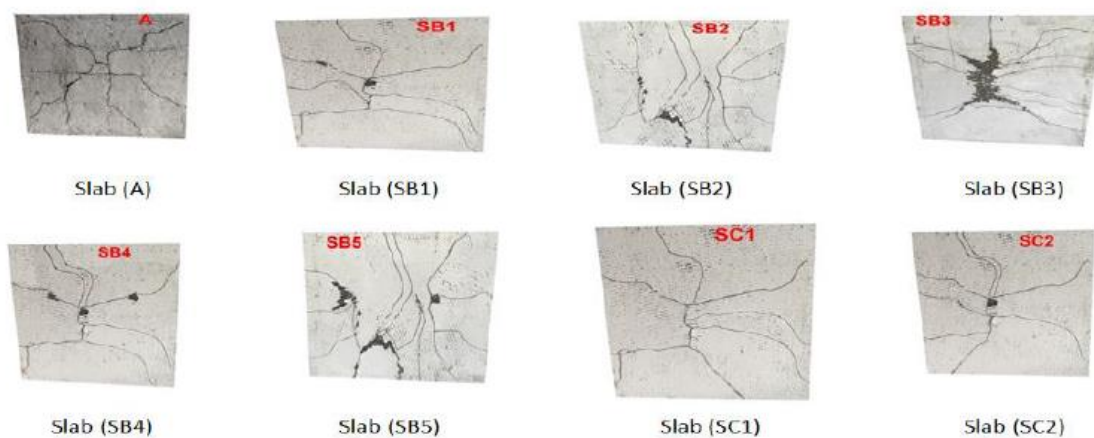 A
SB1
SB2
SB3
Slab (A)
Slab (SB1)
Slab (SB2)
Slab (SB3)
SB4
SB5
SC1
SC2
Slab (SB4)
Slab (SB5)
Slab (SC1)
Slab (SC2)